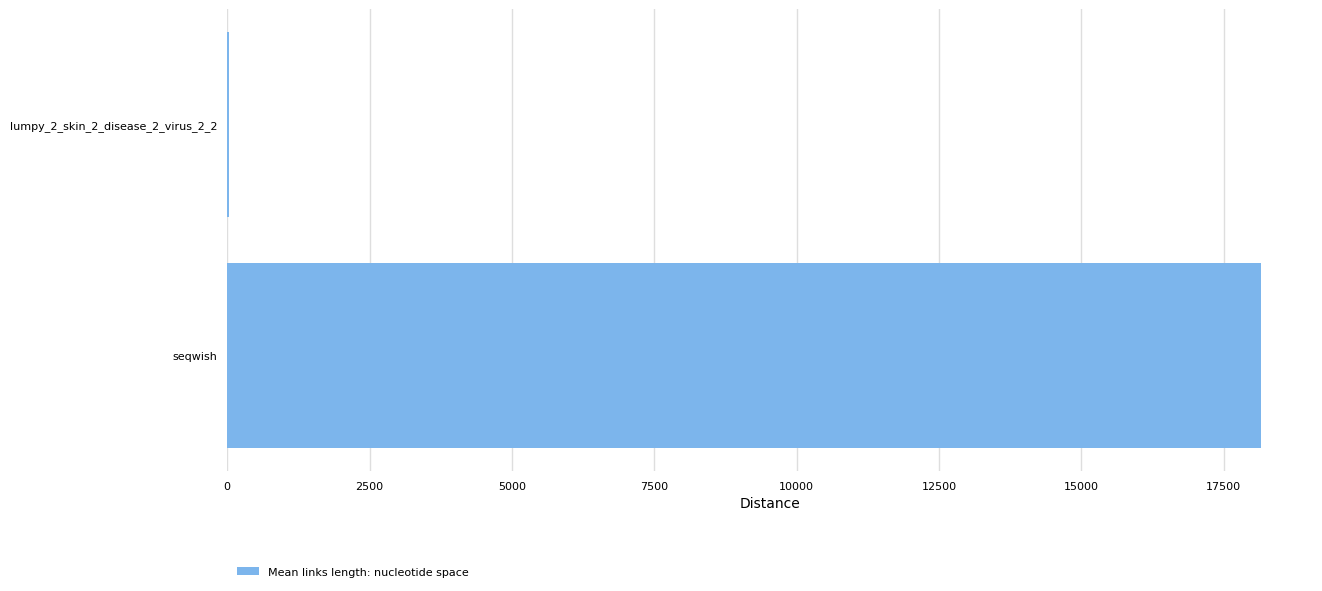 lumpy_2_skin_2_disease_2_virus_2_2
seqwish
0 2500 5000 7500 10000 12500 15000 17500
Distance
Mean links length: nucleotide space